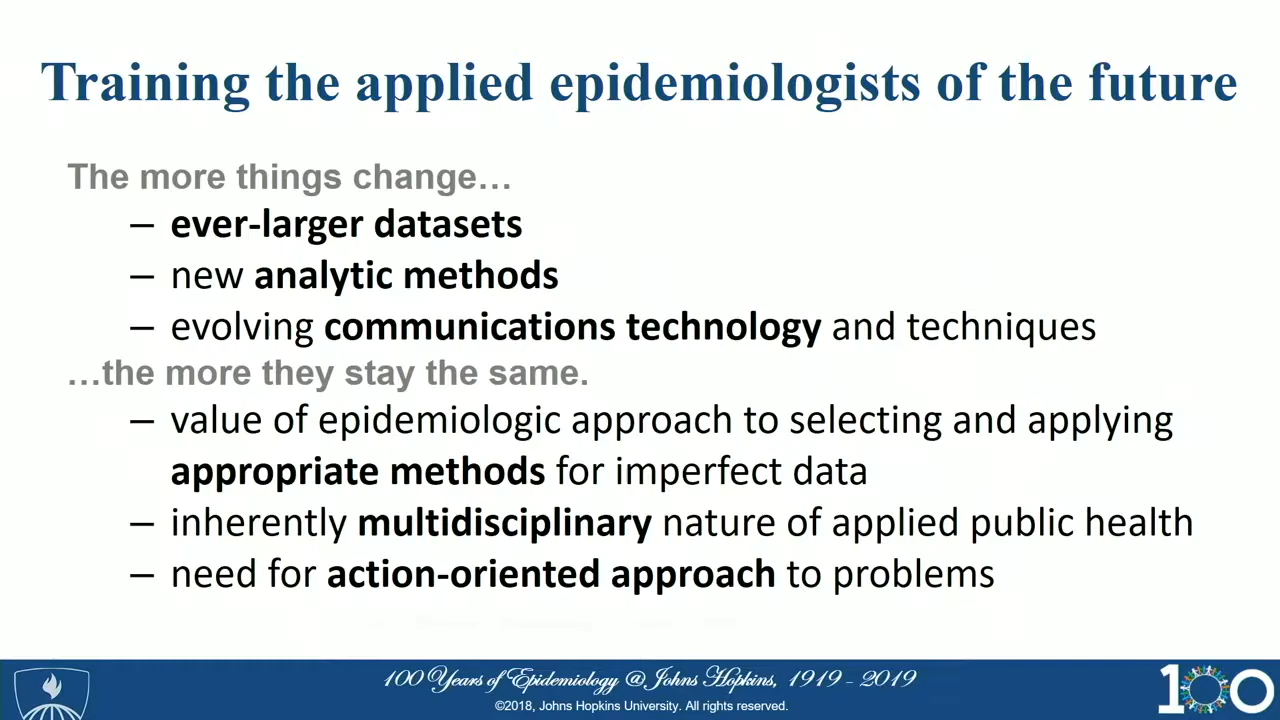 Training the applied epidemiologists of the future
The more things change…
– ever-larger datasets
– new analytic methods
– evolving communications technology and techniques
…the more they stay the same.
– value of epidemiologic approach to selecting and applying
appropriate methods for imperfect data
– inherently multidisciplinary nature of applied public health
– need for action-oriented approach to problems
100 Years of Epidemiology @ Johns Hopkins, 1919 - 2019
©2018, Johns Hopkins University. All rights reserved.
100